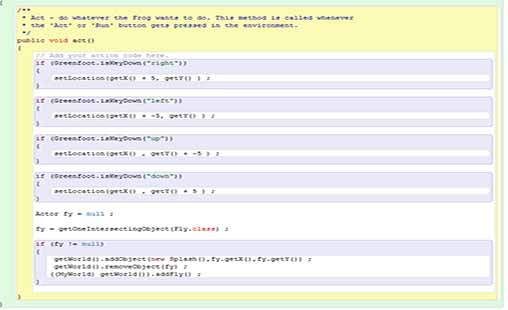 {
/**
* Act - do whatever the Frog wants to do. This method is called whenever
* the 'Act' or 'Run' button gets pressed in the environment.
*/
public void act()
{
// Add your action code here.
if (Greenfoot.isKeyDown("right"))
{
setLocation(getX() + 5, getY() ) ;
}
if (Greenfoot.isKeyDown("left"))
{
setLocation(getX() + -5, getY() ) ;
}
if (Greenfoot.isKeyDown("up"))
{
setLocation(getX() , getY() + -5 ) ;
}
if (Greenfoot.isKeyDown("down"))
{
setLocation(getX() , getY() + 5 ) ;
}
Actor fy = null ;
fy = getOneIntersectingObject(Fly.class) ;
if (fy != null)
{
getWorld().addObject(new Splash(),fy.getX(),fy.getY()) ;
getWorld().removeObject(fy) ;
((MyWorld) getWorld()).addFly() ;
}
}
}